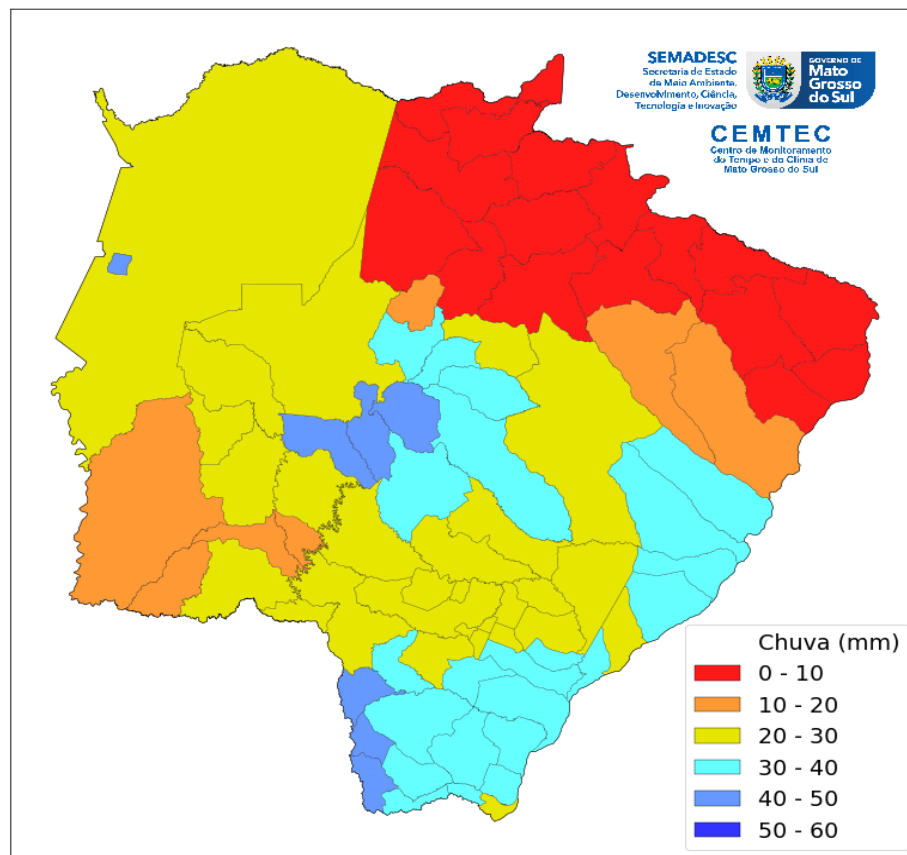 SEMADESC
Secretaria de Estado
de Meio Ambiente,
Desenvolvimento, Ciência,
Tecnologia e Inovação
GOVERNO DE
Mato
Grosso
do Sul
CEMTEC
Centro de Monitoramento
do Tempo e do Clima de
Mato Grosso do Sul
Chuva (mm)
0 - 10
10 - 20
20 - 30
30 - 40
40 - 50
50 - 60